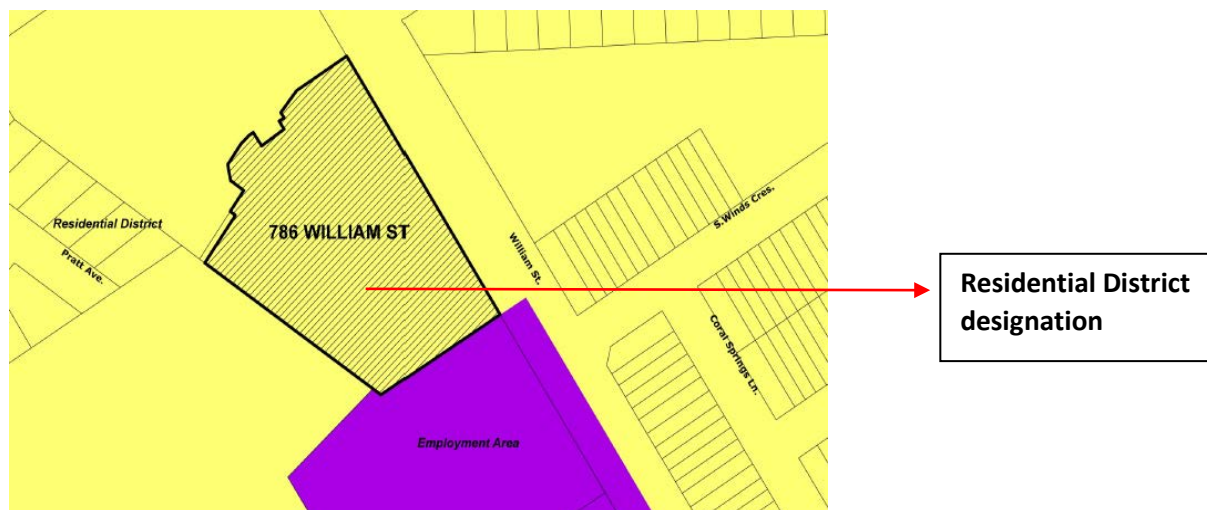 Residential District
Pratt Ave.
786 WILLIAM ST
William St.
S.Winds Cres.
Coral Springs Ln.
Employment Area
Residential District
designation